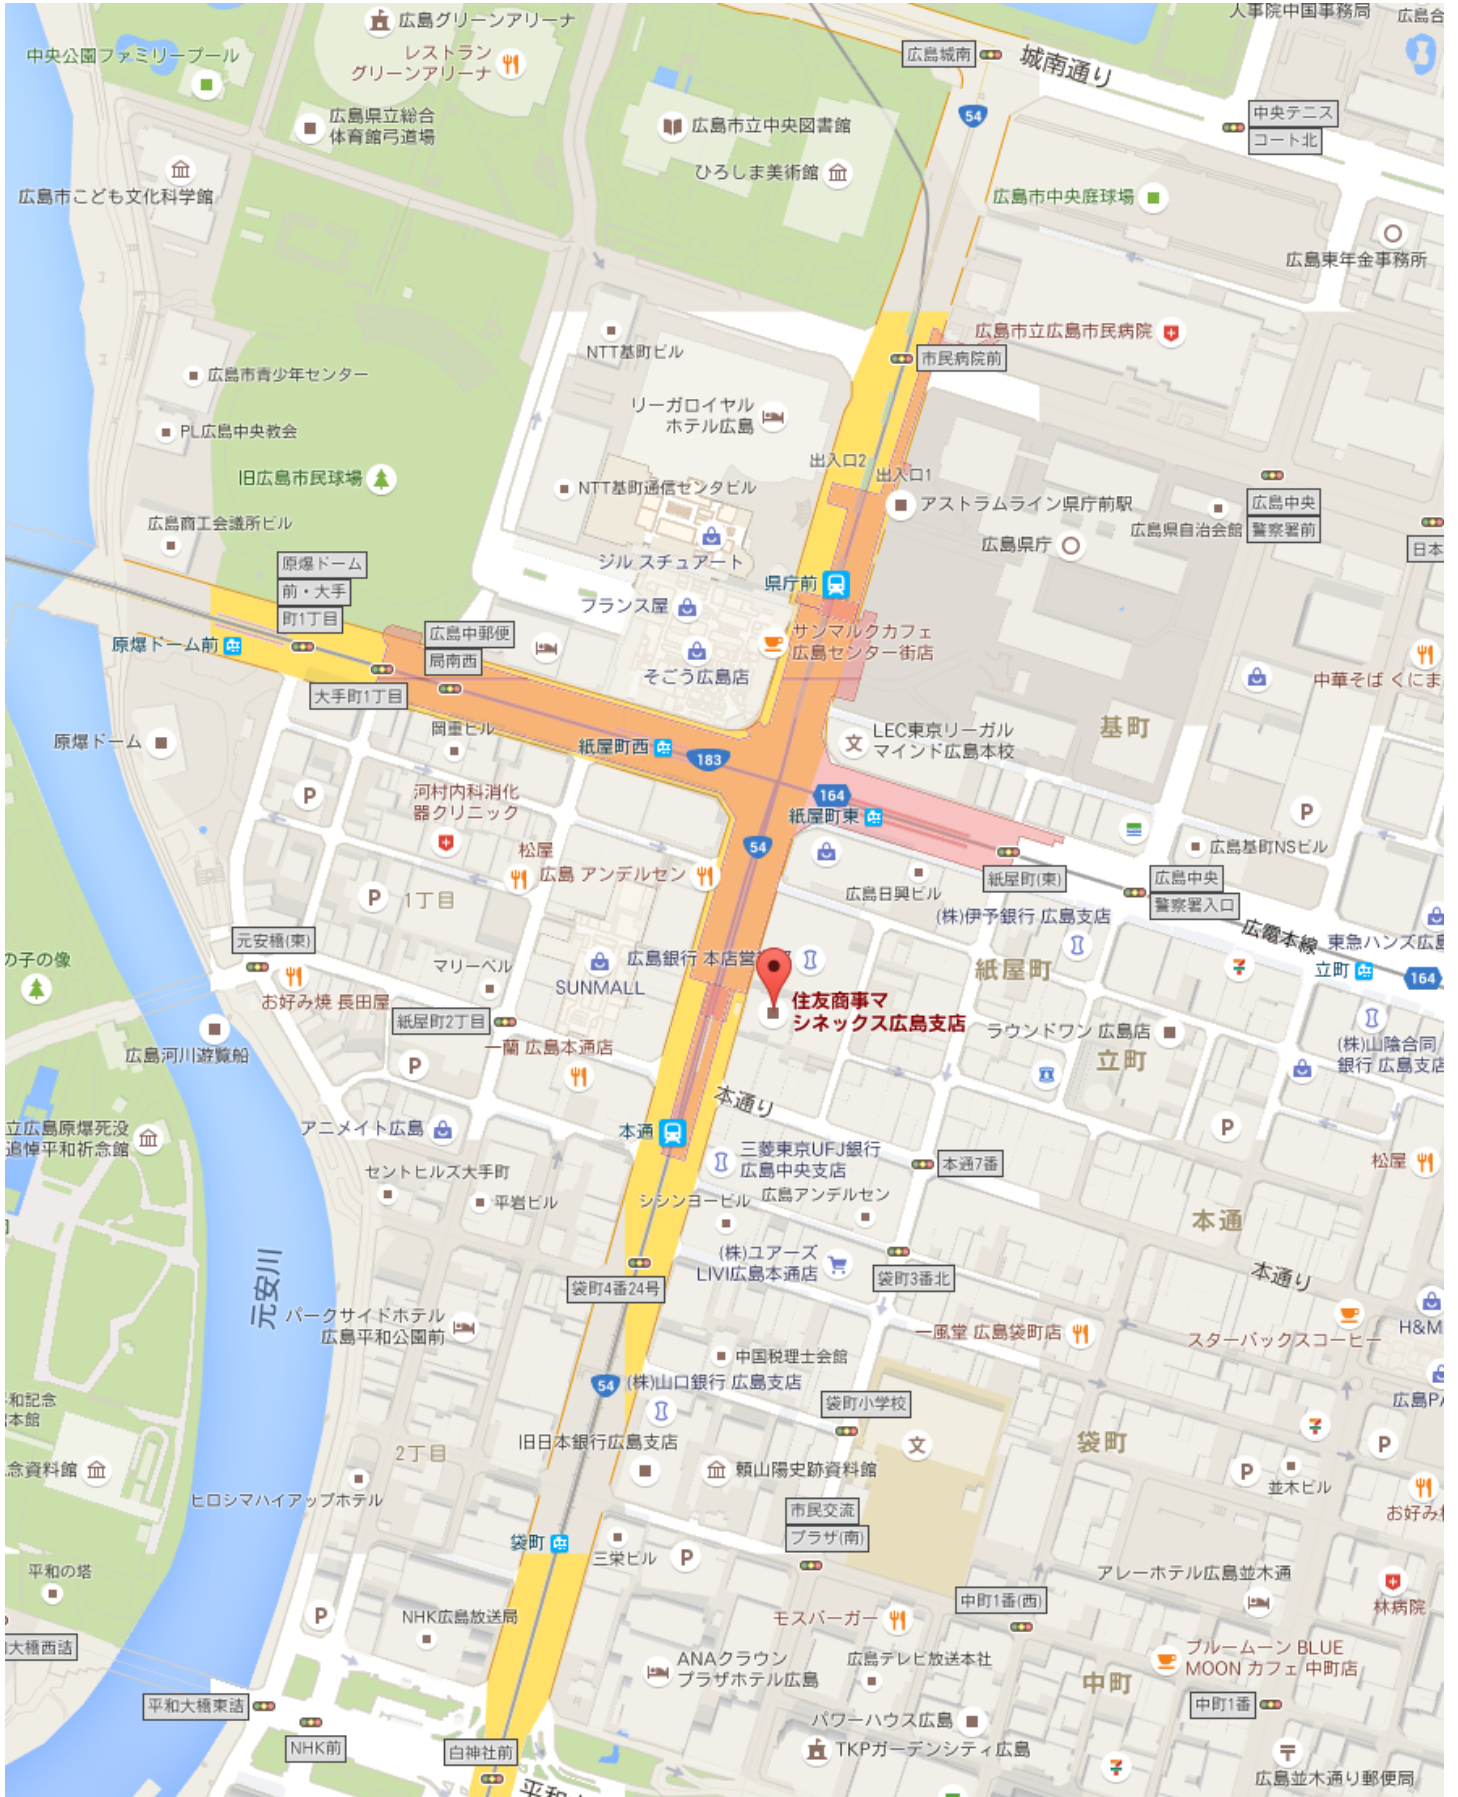 広島グリーンアリーナ
人事院中国事務局
広島合
中央公園ファミリープール
レストラン
グリーンアリーナ
広島城南
城南通り
54
中央テニス
コート北
広島県立総合
体育館弓道場
広島市立中央図書館
ひろしま美術館
広島市こども文化科学館
広島市中央庭球場
広島東年金事務所
広島市立広島市民病院
市民病院前
NTT基町ビル
広島市青少年センター
リーガロイヤル
ホテル広島
PL広島中央教会
旧広島市民球場
出入口2
出入口1
NTT基町通信センタビル
アストラムライン県庁前駅
広島県自治会館
広島中央
警察署前
日本
広島商工会議所ビル
広島県庁
ジル スチュアート
原爆ドーム
前・大手
町1丁目
県庁前
フランス屋
原爆ドーム前
広島中郵便
局南西
サンマルクカフェ
広島センター街店
そごう広島店
中華そば くにま
大手町1丁目
岡重ビル
原爆ドーム
紙屋町西
183
LEC東京リーガル
マインド広島本校
基町
河村内科消化
器クリニック
164
紙屋町東
P
P
54
広島基町NSビル
松屋
広島 アンデルセン
広島日興ビル
紙屋町(東)
広島中央
警察署入口
P
1丁目
(株)伊予銀行 広島支店
広電本線
東急ハンズ広島
元安橋(東)
の子の像
マリーベル
広島銀行 本店営
SUNMALL
紙屋町
立町
164
お好み焼 長田屋
紙屋町2丁目
住友商事マ
シネックス広島支店
ラウンドワン 広島店
広島河川遊覧船
一蘭 広島本通店
立町
(株)山陰合同
銀行 広島支店
P
本通り
立広島原爆死没
追悼平和祈念館
アニメイト広島
本通
P
三菱東京UFJ銀行
広島中央支店
本通7番
松屋
セントヒルズ大手町
平岩ビル
シシンヨービル
広島アンデルセン
本通
(株)ユアーズ
LIVI広島本通店
袋町4番24号
袋町3番北
本通り
元安川
パークサイドホテル
広島平和公園前
一風堂 広島袋町店
スターバックスコーヒー
H&M
中国税理士会館
54
(株)山口銀行 広島支店
和記念
本館
袋町小学校
広島PA
旧日本銀行広島支店
袋町
P
2丁目
念資料館
頼山陽史跡資料館
P
並木ビル
ヒロシマハイアップホテル
市民交流
プラザ(南)
お好み
袋町
三栄ビル
P
平和の塔
アレーホテル広島並木通
P
NHK広島放送局
中町1番(西)
林病院
モスバーガー
大橋西詰
ANAクラウン
プラザホテル広島
広島テレビ放送本社
ブルームーン BLUE
MOON カフェ 中町店
中町
平和大橋東詰
中町1番
パワーハウス広島
NHK前
白神社前
TKPガーデンシティ広島
広島並木通り郵便局
平和